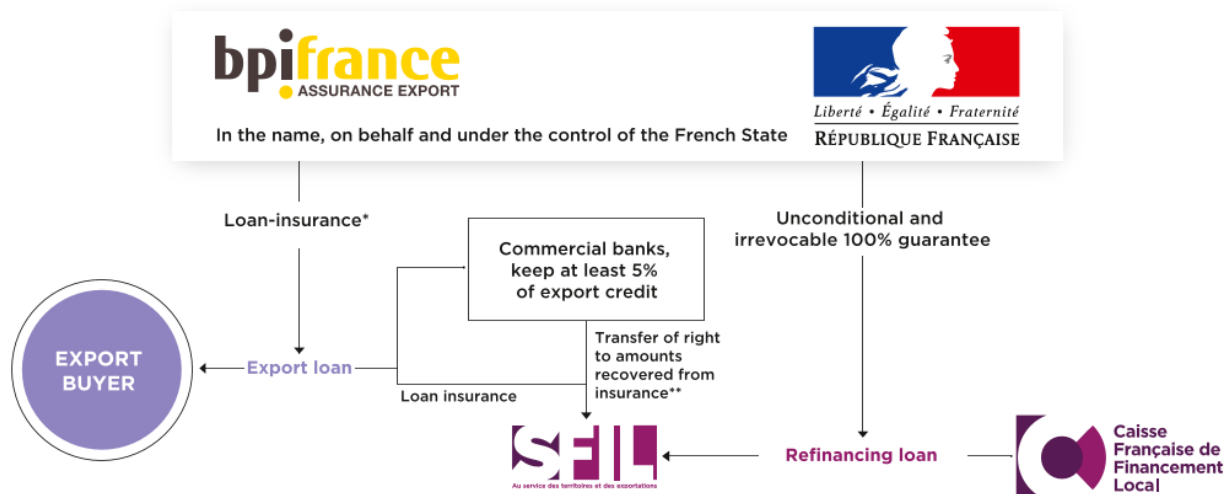 bpifrance
ASSURANCE EXPORT
In the name, on behalf and under the control of the French State
Liberté • Égalité • Fraternité
RÉPUBLIQUE FRANÇAISE
Loan-insurance*
Unconditional and
irrevocable 100% guarantee
Commercial banks,
keep at least 5%
of export credit
EXPORT
BUYER
Export loan
Loan insurance
Transfer of right
to amounts
recovered from
insurance**
SFIL
Au service des territoires et des exportations
Refinancing loan
Caisse
Française de
Financement
Local